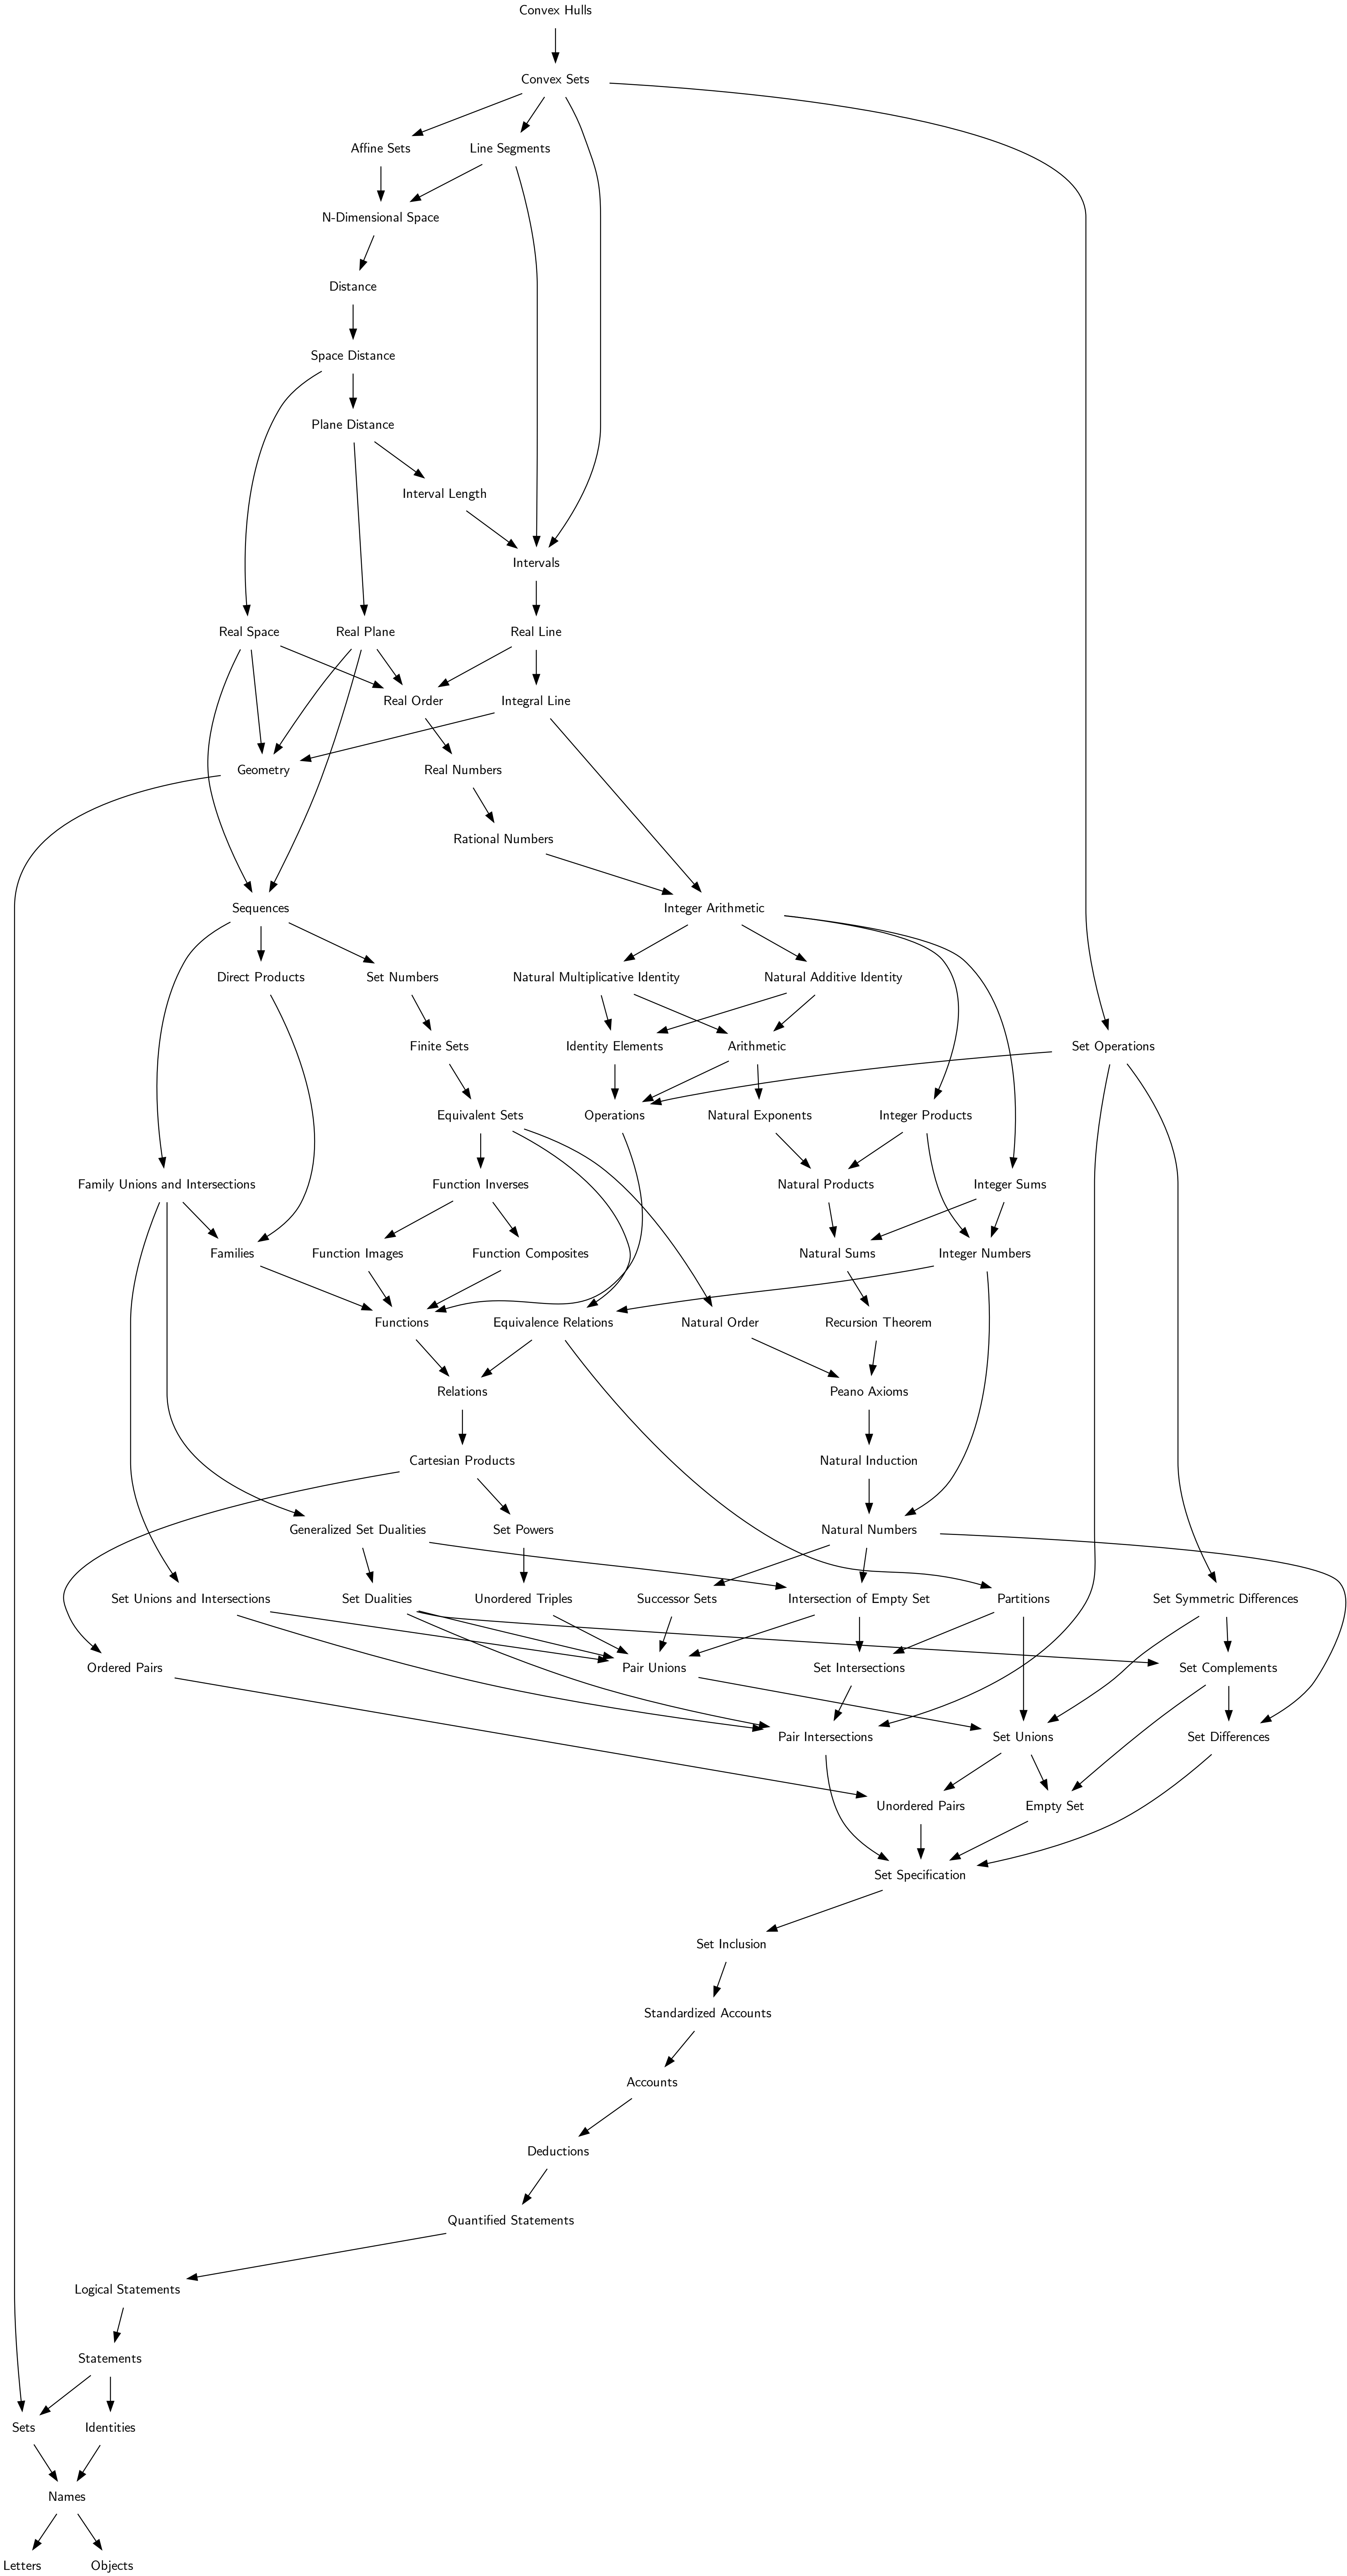 Convex Hulls
Convex Sets
Affine Sets
Line Segments
N-Dimensional Space
Distance
Space Distance
Plane Distance
Interval Length
Intervals
Real Space
Real Plane
Real Line
Real Order
Integral Line
Geometry
Real Numbers
Rational Numbers
Sequences
Integer Arithmetic
Direct Products
Set Numbers
Natural Multiplicative Identity
Natural Additive Identity
Finite Sets
Identity Elements
Arithmetic
Set Operations
Equivalent Sets
Operations
Natural Exponents
Integer Products
Family Unions and Intersections
Function Inverses
Natural Products
Integer Sums
Families
Function Images
Function Composites
Natural Sums
Integer Numbers
Functions
Equivalence Relations
Natural Order
Recursion Theorem
Relations
Peano Axioms
Cartesian Products
Natural Induction
Generalized Set Dualities
Set Powers
Natural Numbers
Set Unions and Intersections
Set Dualities
Unordered Triples
Successor Sets
Intersection of Empty Set
Partitions
Set Symmetric Differences
Ordered Pairs
Pair Unions
Set Intersections
Set Complements
Pair Intersections
Set Unions
Set Differences
Unordered Pairs
Empty Set
Set Specification
Set Inclusion
Standardized Accounts
Accounts
Deductions
Quantified Statements
Logical Statements
Statements
Sets
Identities
Names
Letters
Objects